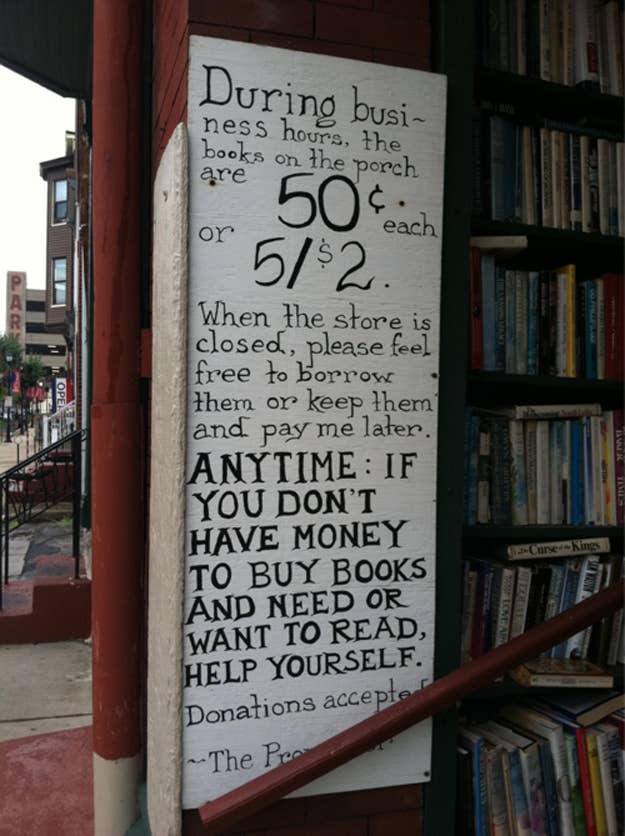 During busi~
ness hours, the
books on the porch
are 50¢ each
or 5/$2.
When the store is
closed, please feel
free to borrow
them or keep them
and pay me later.
ANYTIME: IF
YOU DON'T
HAVE MONEY
TO BUY BOOKS
AND NEED OR
WANT TO READ,
HELP YOURSELF.
Donations accepted
~The
PAR
OPE
Curse of the Kings